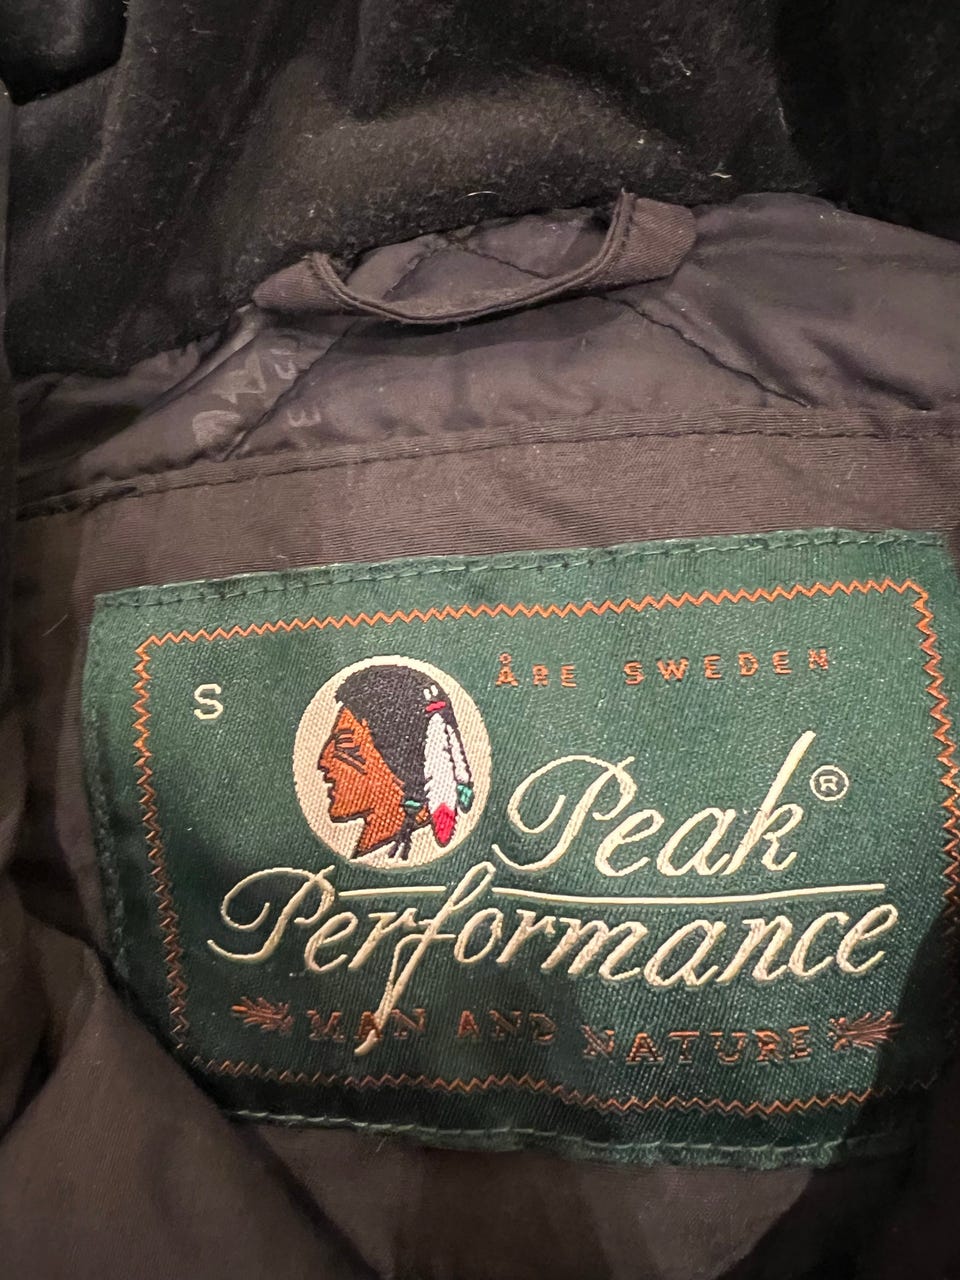 S
ÅRE SWEDEN
Peak®
Performance
MAN AND NATURE